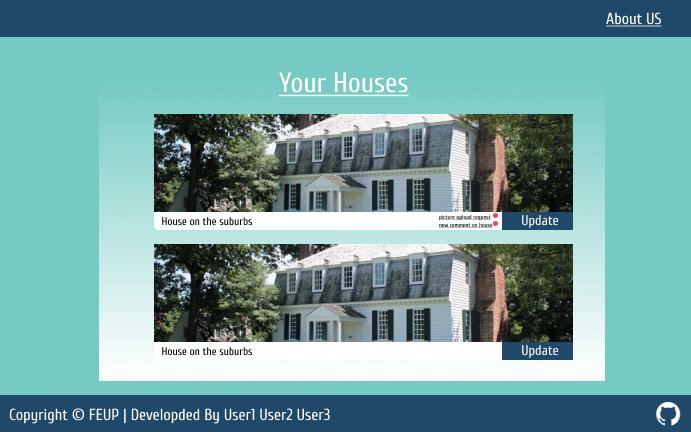 About US
Your Houses
House on the suburbs
picture upload request
new comment on house
Update
House on the suburbs
Update
Copyright © FEUP | Developded By User1 User2 User3